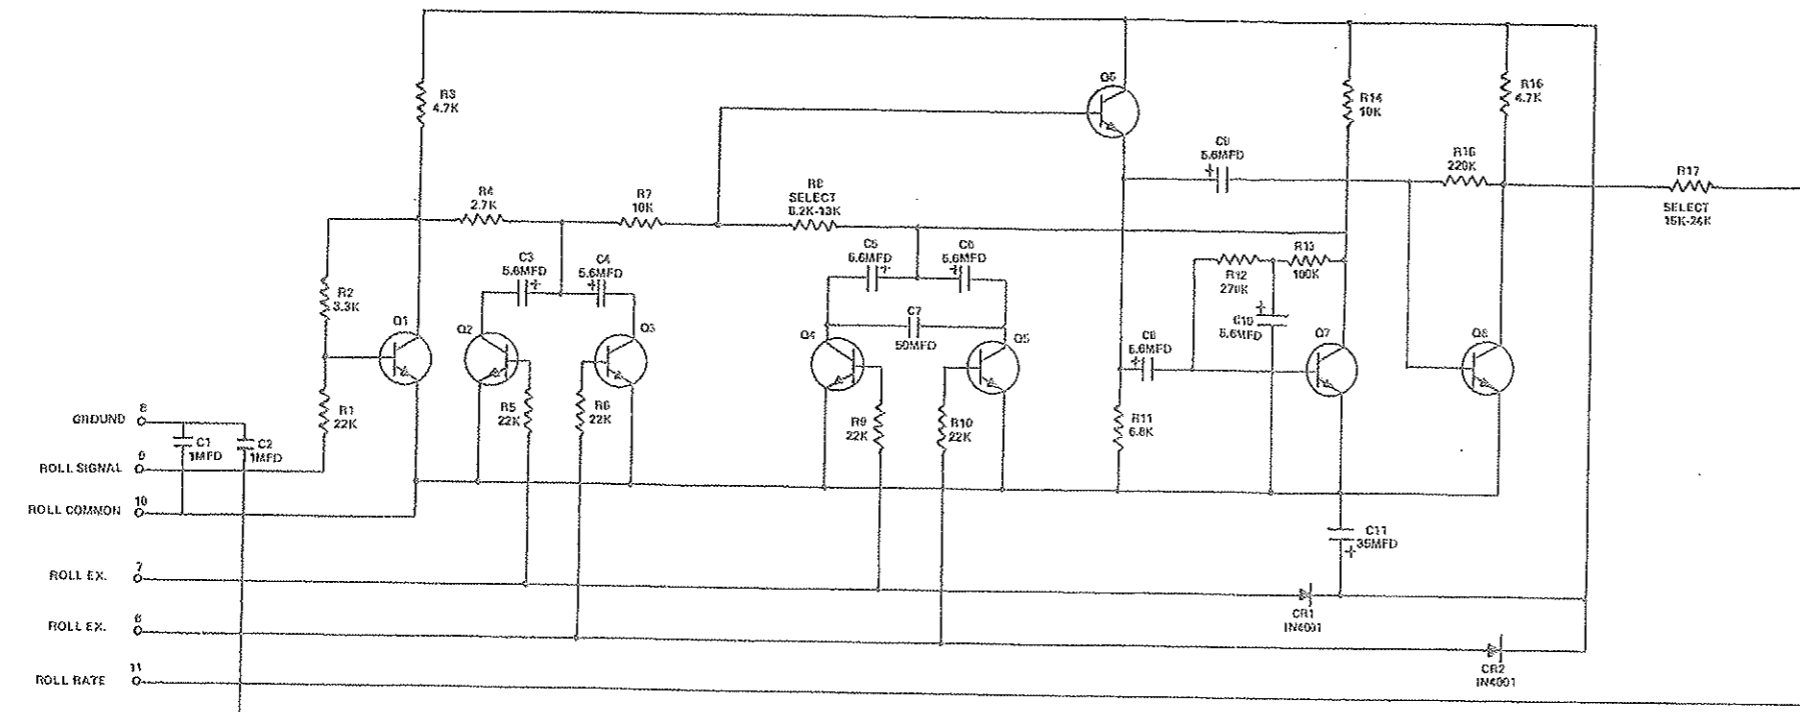 Q6
R3
4.7K
R14
10K
R16
4.7K
C9
5.6MFD
R16
220K
R17
SELECT
15K-24K
R4
2.7K
R7
10K
R8
SELECT
8.2K-13K
C3
5.6MFD
C4
5.6MFD
C5
5.6MFD
C6
5.6MFD
R12
270K
R13
100K
R2
3.3K
Q1
Q2
Q3
Q4
C7
50MFD
Q5
C8
5.6MFD
C10
5.6MFD
Q7
Q8
R1
22K
R5
22K
R6
22K
R9
22K
R10
22K
R11
6.8K
GROUND 8
C1
1MFD
C2
1MFD
ROLL SIGNAL 9
ROLL COMMON 10
C11
35MFD
ROLL EX. 7
CR1
IN4001
ROLL EX. 6
CR2
IN4001
ROLL RATE 11